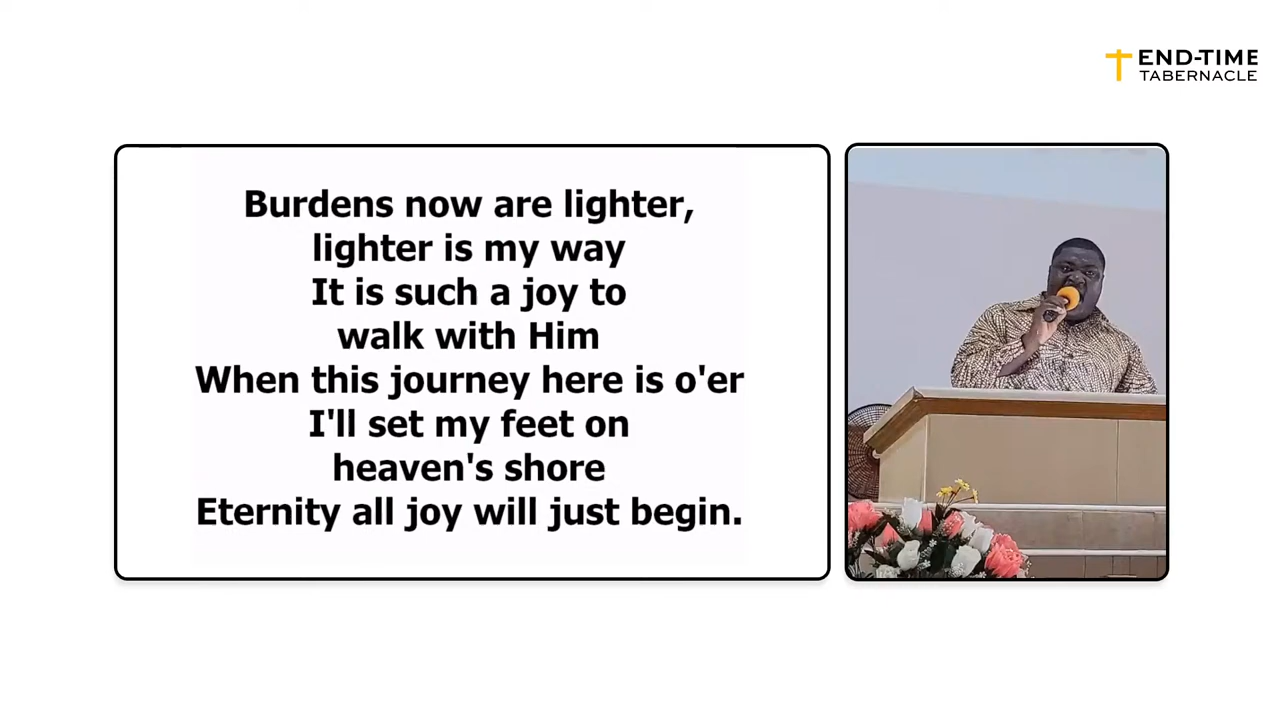 END-TIME
TABERNACLE
Burdens now are lighter,
lighter is my way
It is such a joy to
walk with Him
When this journey here is o'er
I'll set my feet on
heaven's shore
Eternity all joy will just begin.